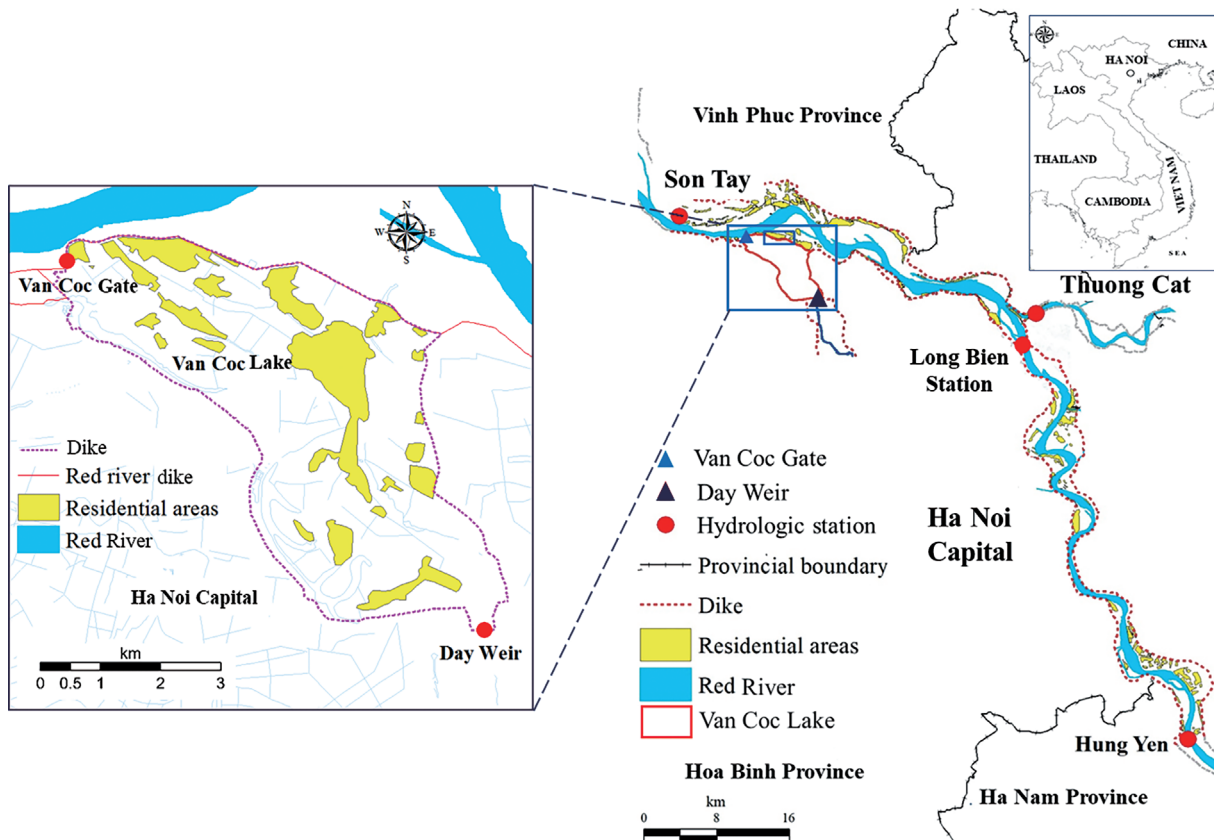 N
W E
S
Van Coc Gate
Van Coc Lake
Dike
Red river dike
Residential areas
Red River
Ha Noi Capital
Day Weir
km
0 0.5 1 2 3
Vinh Phuc Province
Son Tay
N
CHINA
HA NOI
LAOS
THAILAND
VIET NAM
CAMBODIA
SEA
Thuong Cat
Long Bien
Station
Van Coc Gate
Day Weir
Hydrologic station
Provincial boundary
Dike
Residential areas
Red River
Van Coc Lake
Ha Noi
Capital
Hung Yen
Hoa Binh Province
Ha Nam Province
km
0 8 16